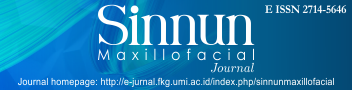 E ISSN 2714-5646
Sinnun
Maxillofacial
Journal
Journal homepage: http://e-jurnal.fkg.umi.ac.id/index.php/sinnunmaxillofacial